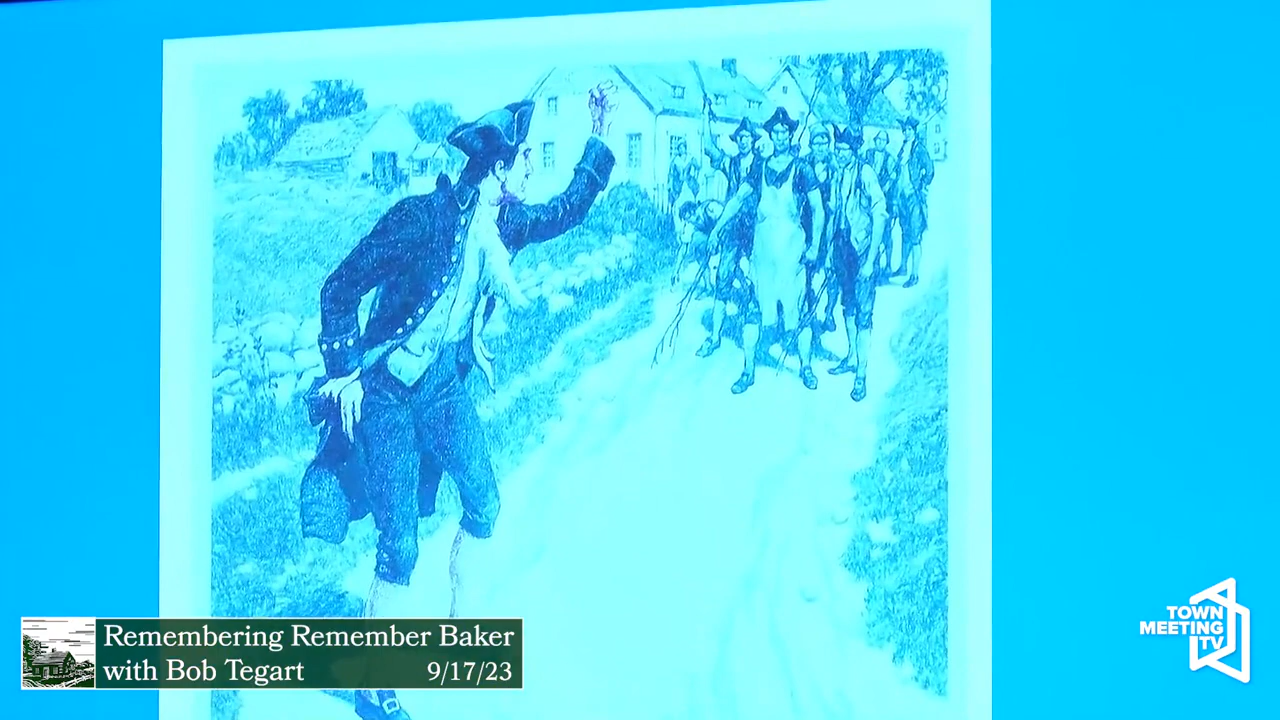 Remembering Remember Baker
with Bob Tegart 9/17/23
TOWN
MEETING
TV